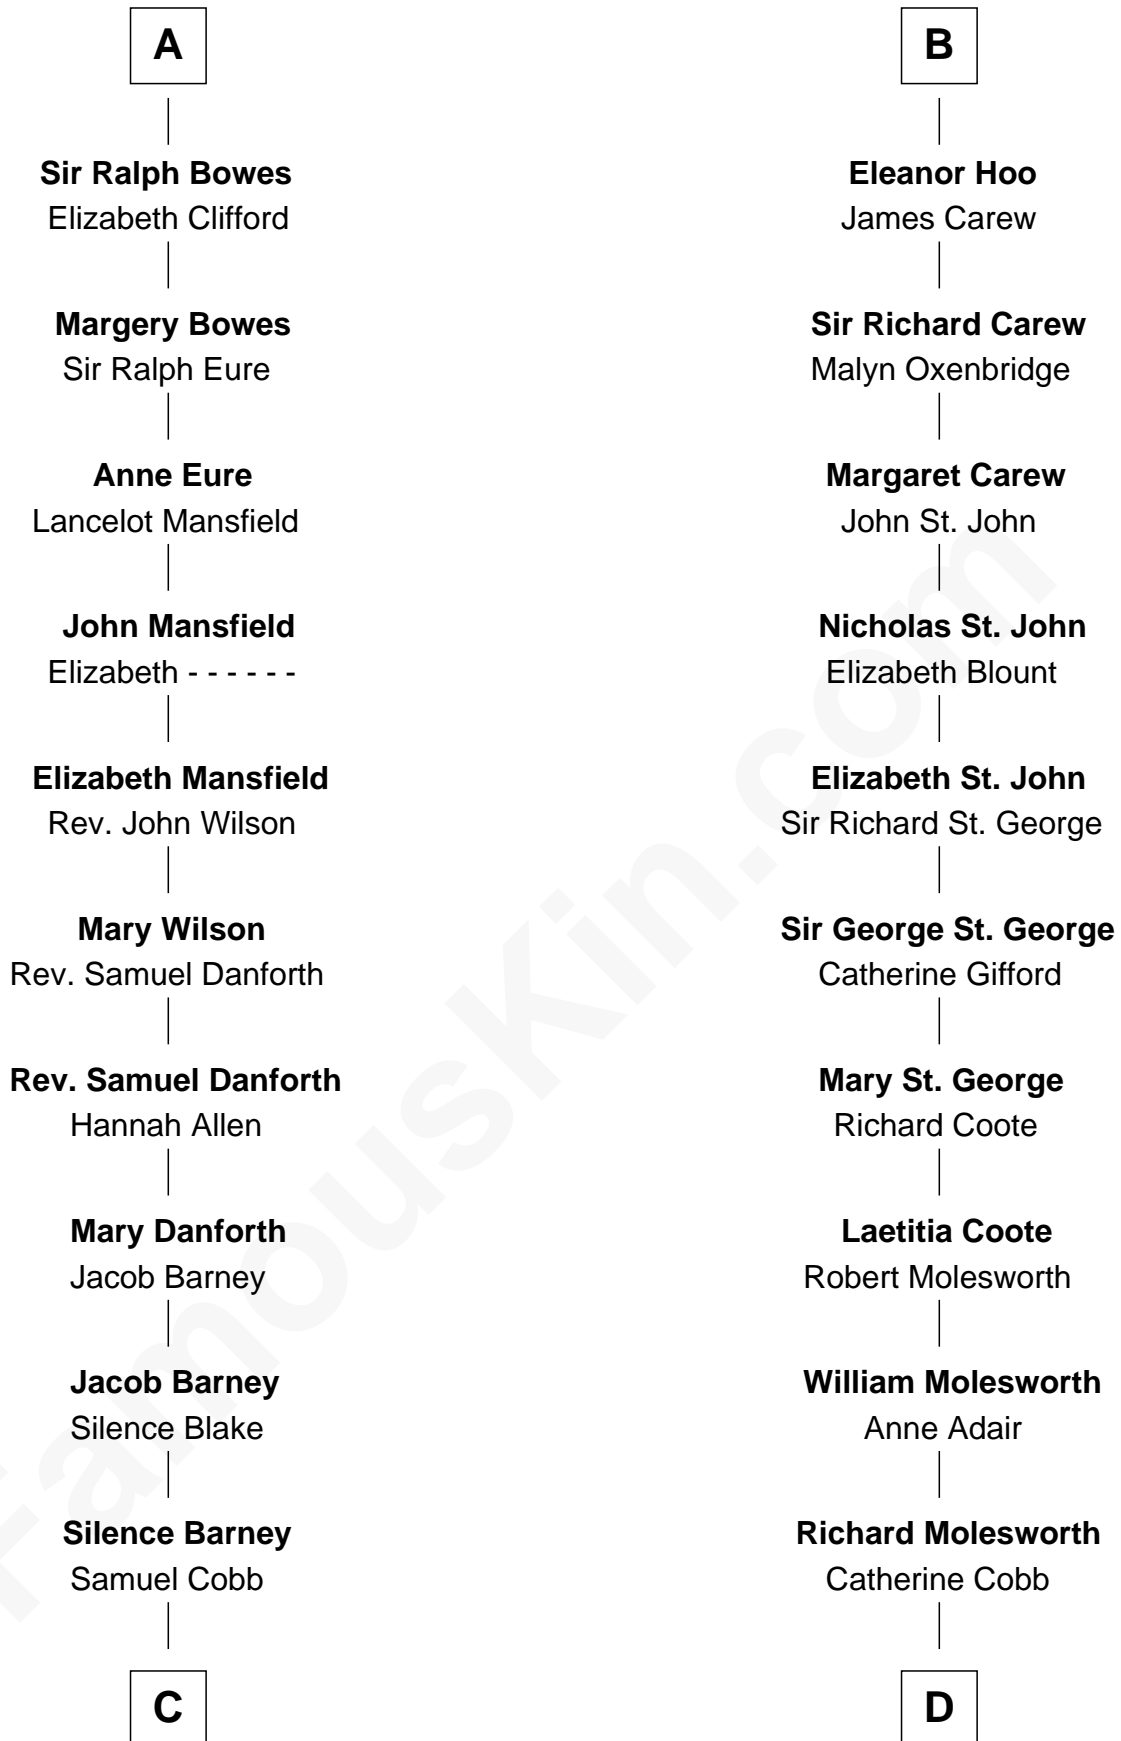 A
Sir Ralph Bowes
Elizabeth Clifford
Margery Bowes
Sir Ralph Eure
Anne Eure
Lancelot Mansfield
John Mansfield
Elizabeth - - - - - -
Elizabeth Mansfield
Rev. John Wilson
Mary Wilson
Rev. Samuel Danforth
Rev. Samuel Danforth
Hannah Allen
Mary Danforth
Jacob Barney
Jacob Barney
Silence Blake
Silence Barney
Samuel Cobb
C
B
Eleanor Hoo
James Carew
Sir Richard Carew
Malyn Oxenbridge
Margaret Carew
John St. John
Nicholas St. John
Elizabeth Blount
Elizabeth St. John
Sir Richard St. George
Sir George St. George
Catherine Gifford
Mary St. George
Richard Coote
Laetitia Coote
Robert Molesworth
William Molesworth
Anne Adair
Richard Molesworth
Catherine Cobb
D
FamousKin.com